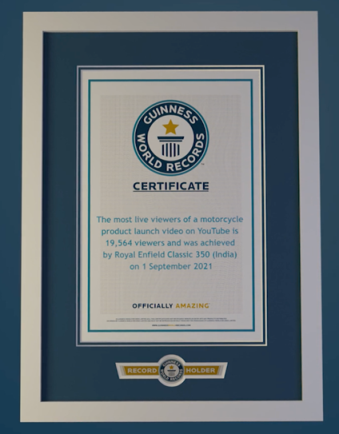 GUINNESS
WORLD RECORDS
CERTIFICATE
The most live viewers of a motorcycle
product launch video on YouTube is
19,564 viewers and was achieved
by Royal Enfield Classic 350 (India)
on 1 September 2021
OFFICIALLY AMAZING
RECORD HOLDER